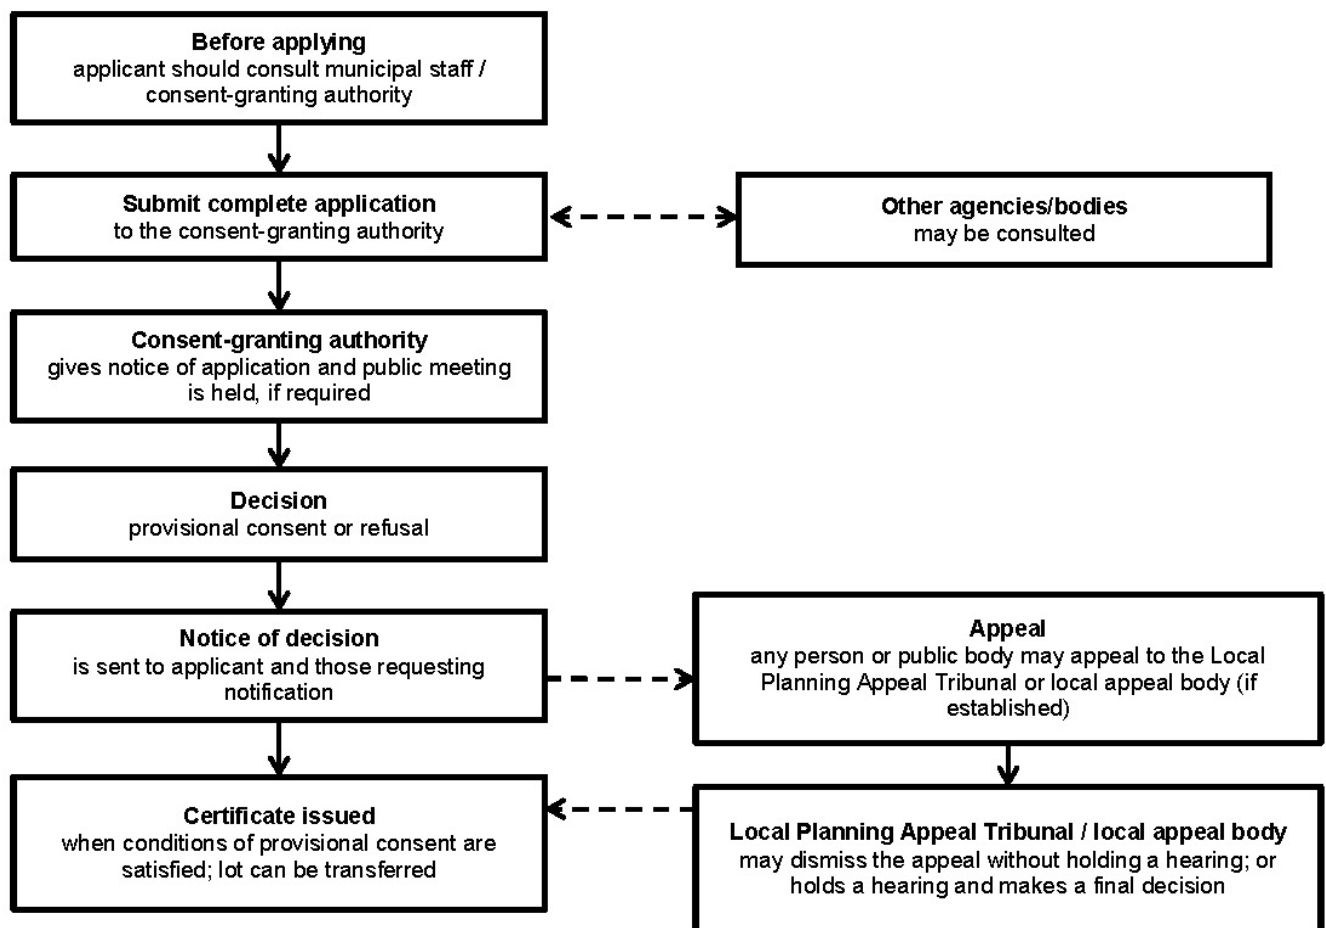 Before applying
applicant should consult municipal staff /
consent-granting authority
Submit complete application
to the consent-granting authority
Other agencies/bodies
may be consulted
Consent-granting authority
gives notice of application and public meeting
is held, if required
Decision
provisional consent or refusal
Notice of decision
is sent to applicant and those requesting
notification
Appeal
any person or public body may appeal to the Local
Planning Appeal Tribunal or local appeal body (if
established)
Certificate issued
when conditions of provisional consent are
satisfied; lot can be transferred
Local Planning Appeal Tribunal / local appeal body
may dismiss the appeal without holding a hearing; or
holds a hearing and makes a final decision